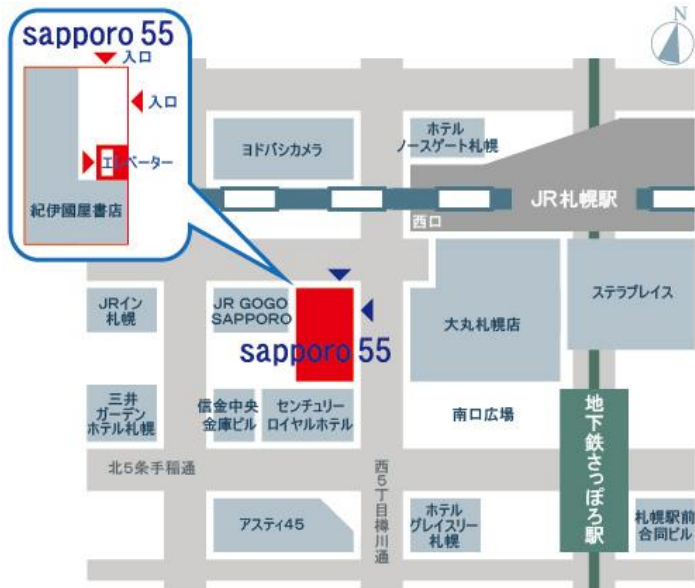 sapporo 55
入口
入口
エレベーター
紀伊國屋書店
N
ヨドバシカメラ
ホテル
ノースゲート札幌
JR札幌駅
西口
JRイン
札幌
JR GOGO
SAPPORO
sapporo 55
大丸札幌店
ステラプレイス
三井
ガーデン
ホテル札幌
信金中央
金庫ビル
センチュリー
ロイヤルホテル
南口広場
地下鉄さっぽろ駅
北5条手稲通
西5丁目樽川通
アスティ45
ホテル
グレイスリー
札幌
札幌駅前
合同ビル